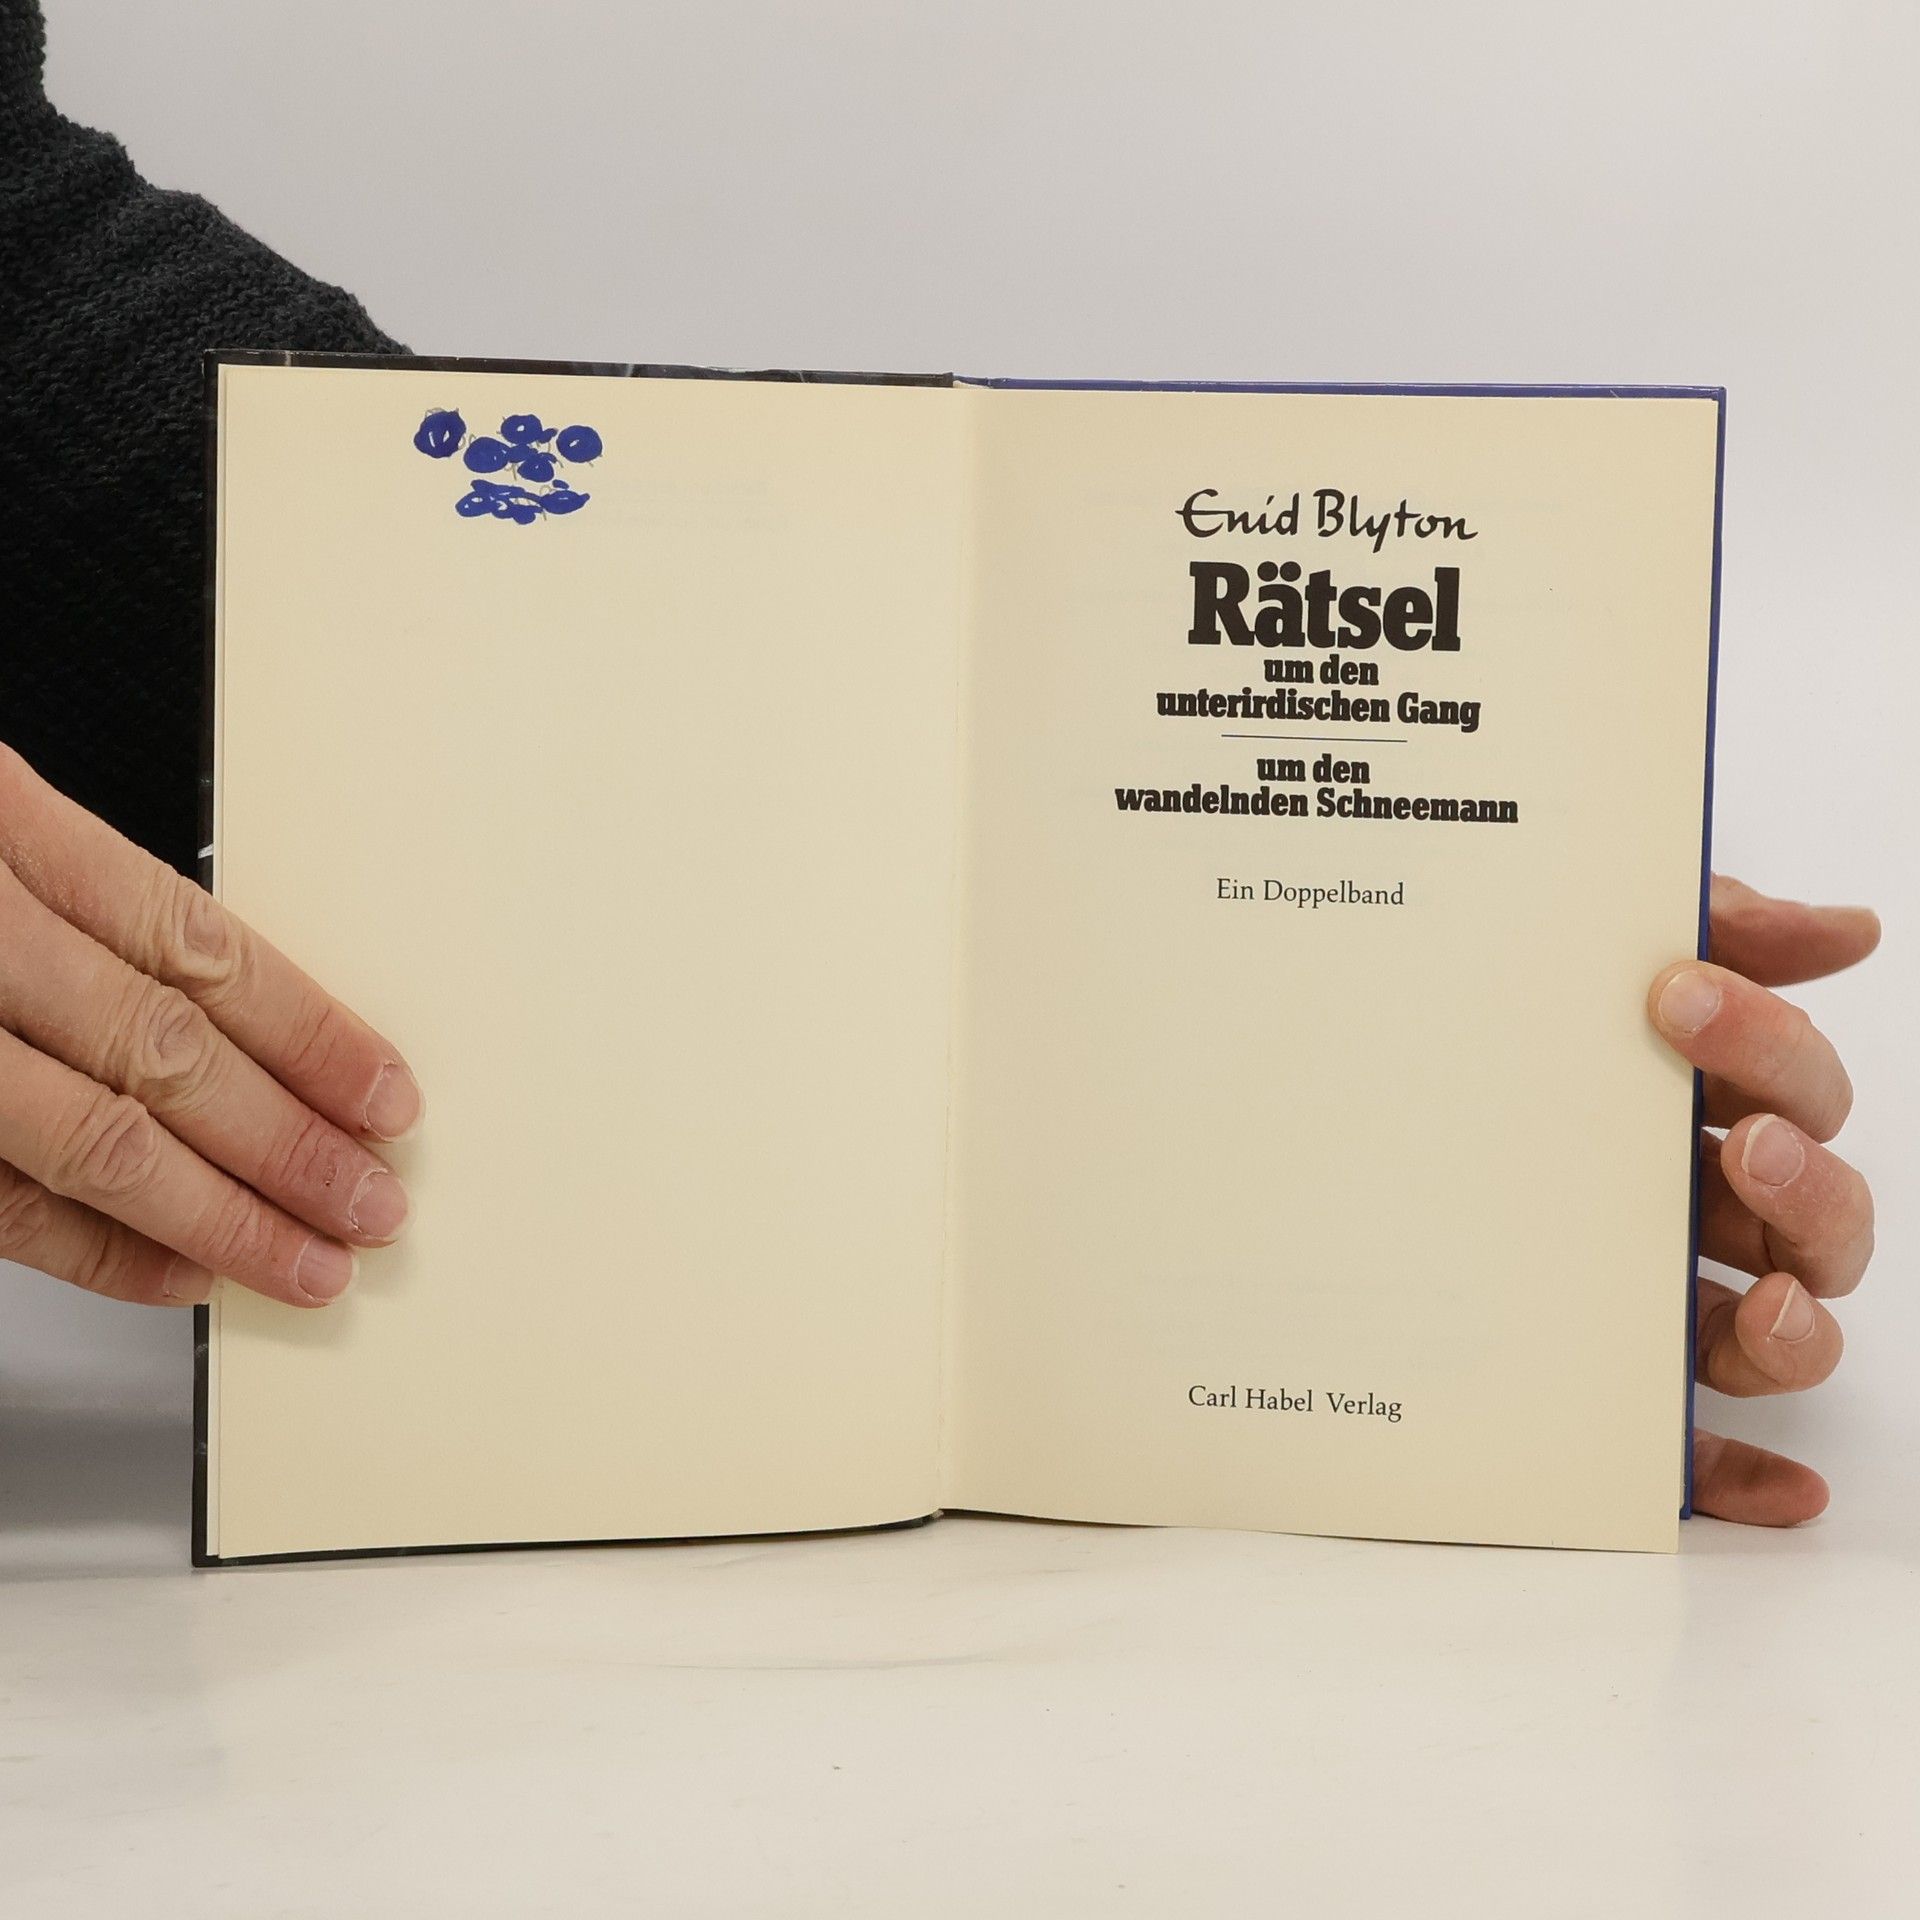 Enid Blyton
Rätsel
um den
unterirdischen Gang
um den
wandelnden Schneemann
Ein Doppelband
Carl Habel Verlag